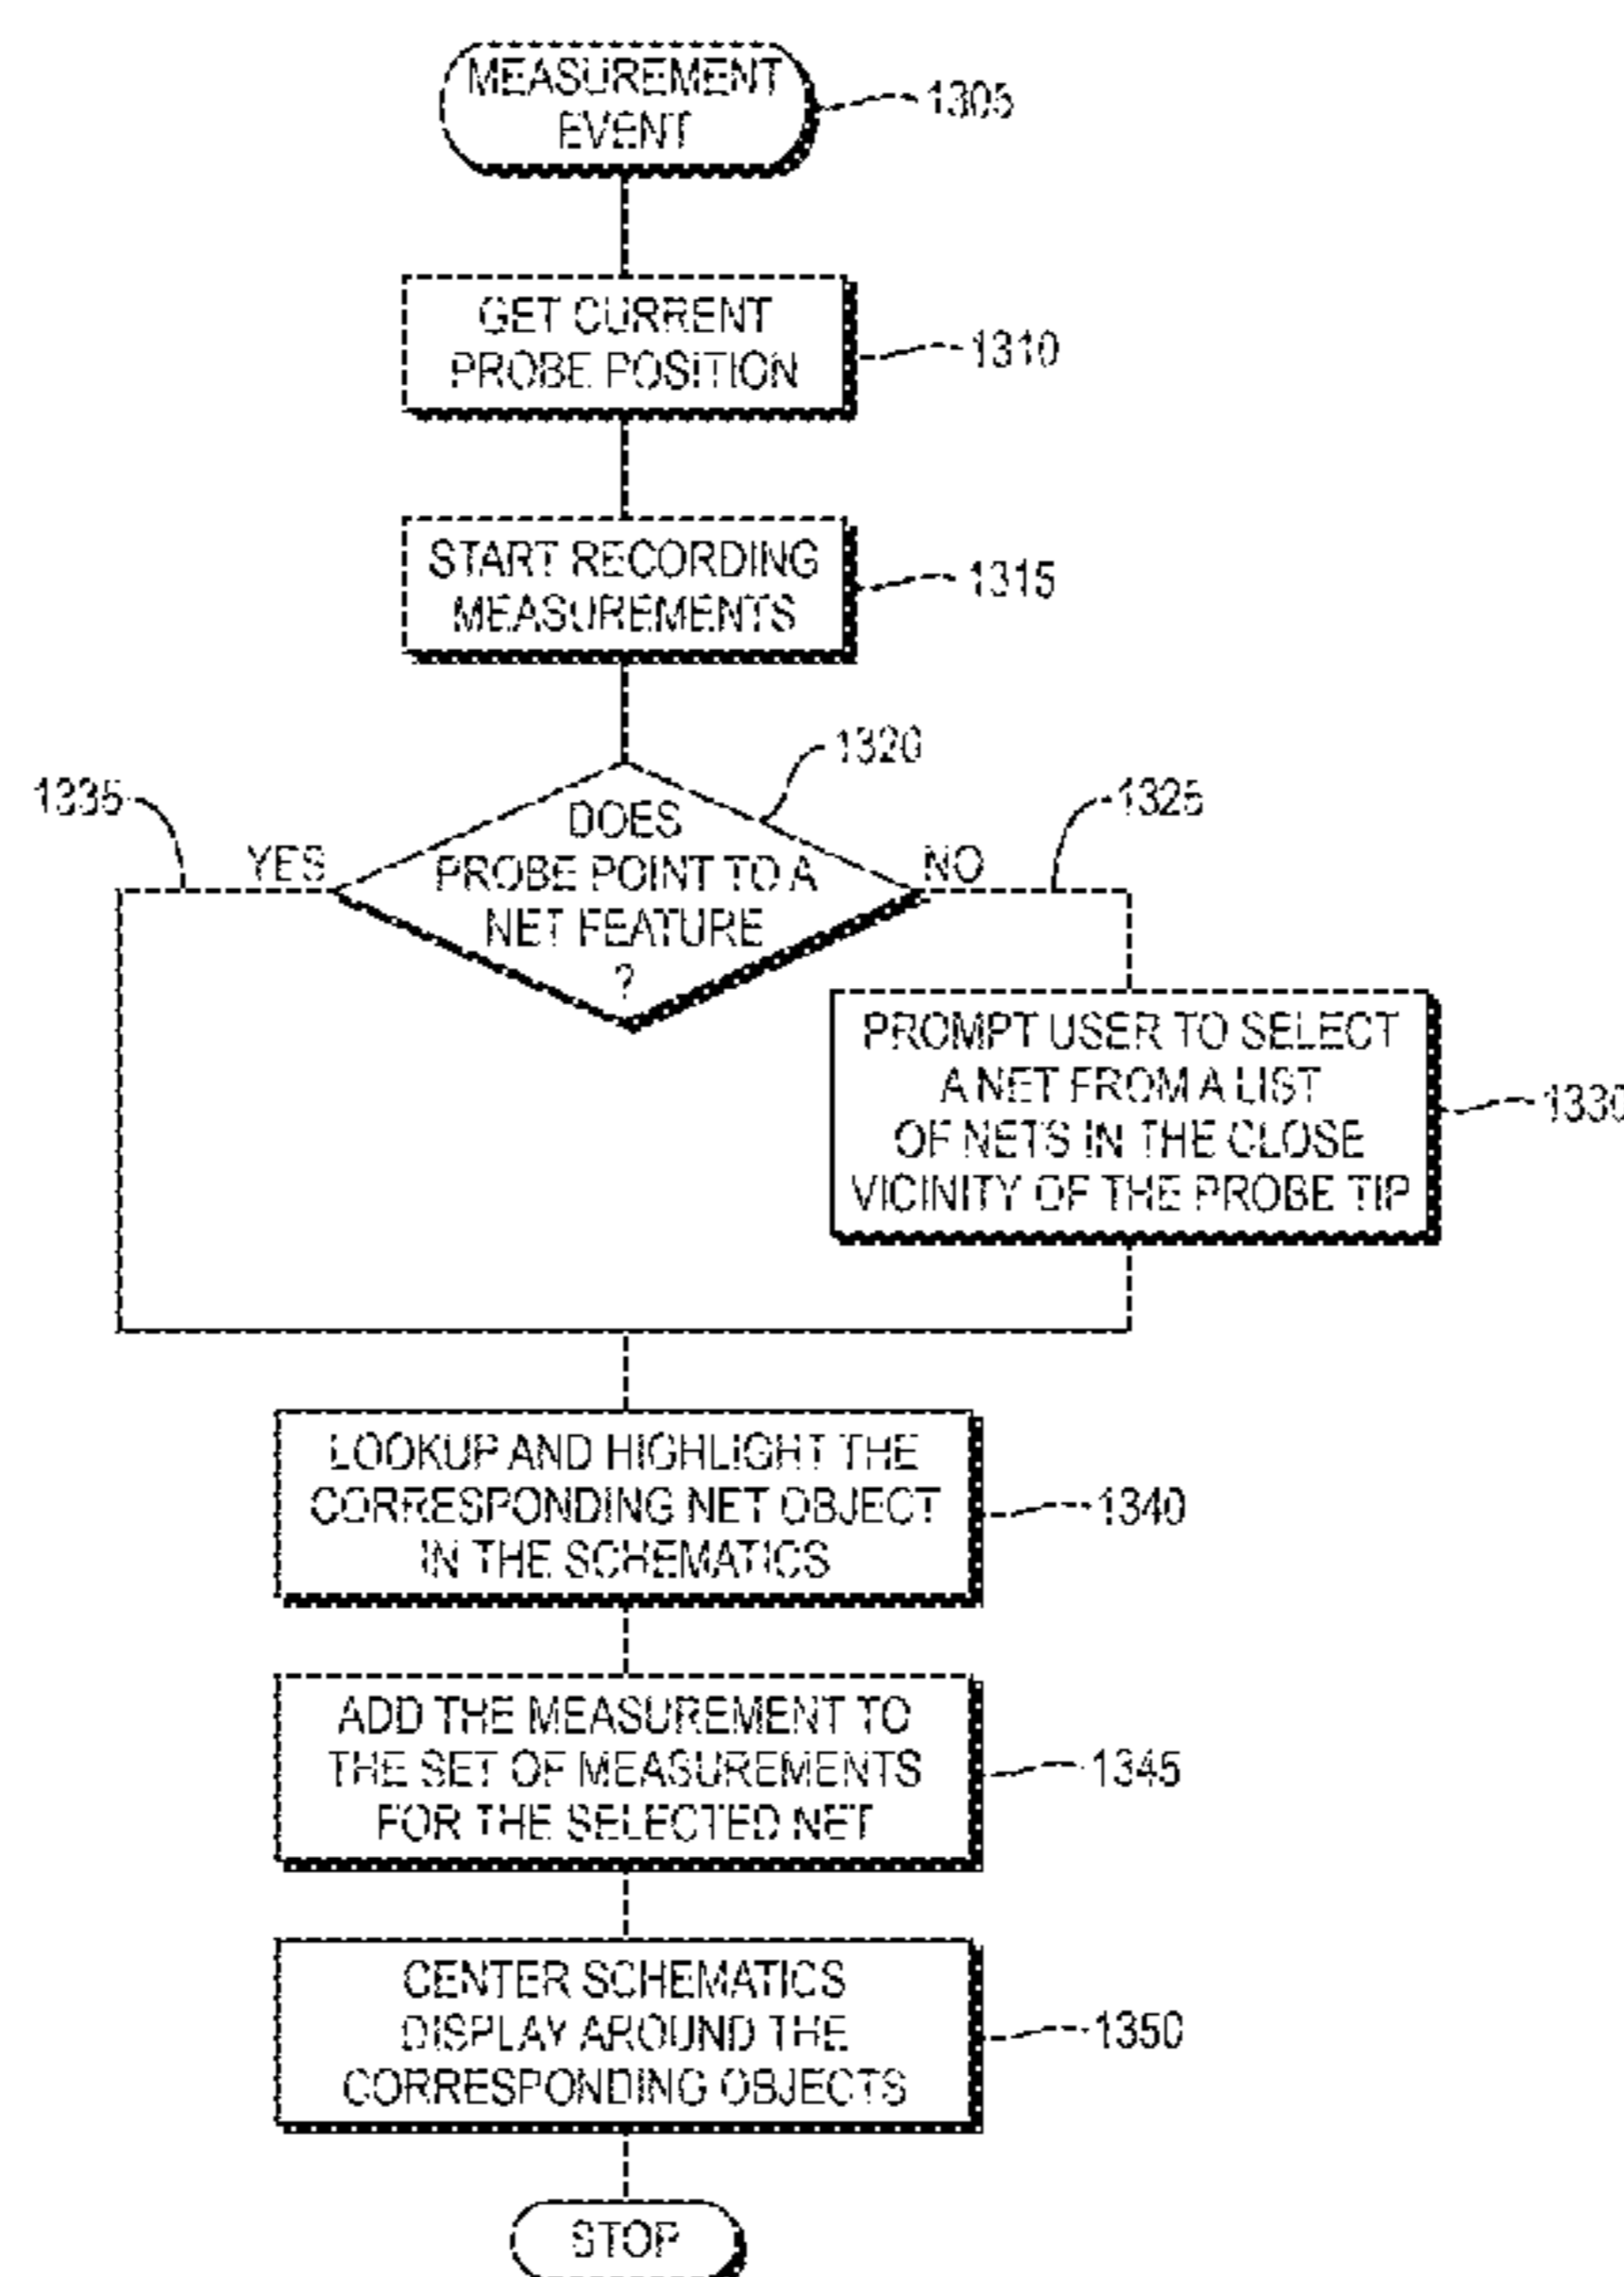 MEASUREMENT
EVENT
1305
GET CURRENT
PROBE POSITION
1310
START RECORDING
MEASUREMENTS
1315
1320
1335
1325
YES
DOES
PROBE POINT TO A
NET FEATURE
?
NO
PROMPT USER TO SELECT
A NET FROM A LIST
OF NETS IN THE CLOSE
VICINITY OF THE PROBE TIP
1330
LOOKUP AND HIGHLIGHT THE
CORRESPONDING NET OBJECT
IN THE SCHEMATICS
1340
ADD THE MEASUREMENT TO
THE SET OF MEASUREMENTS
FOR THE SELECTED NET
1345
CENTER SCHEMATICS
DISPLAY AROUND THE
CORRESPONDING OBJECTS
1350
STOP